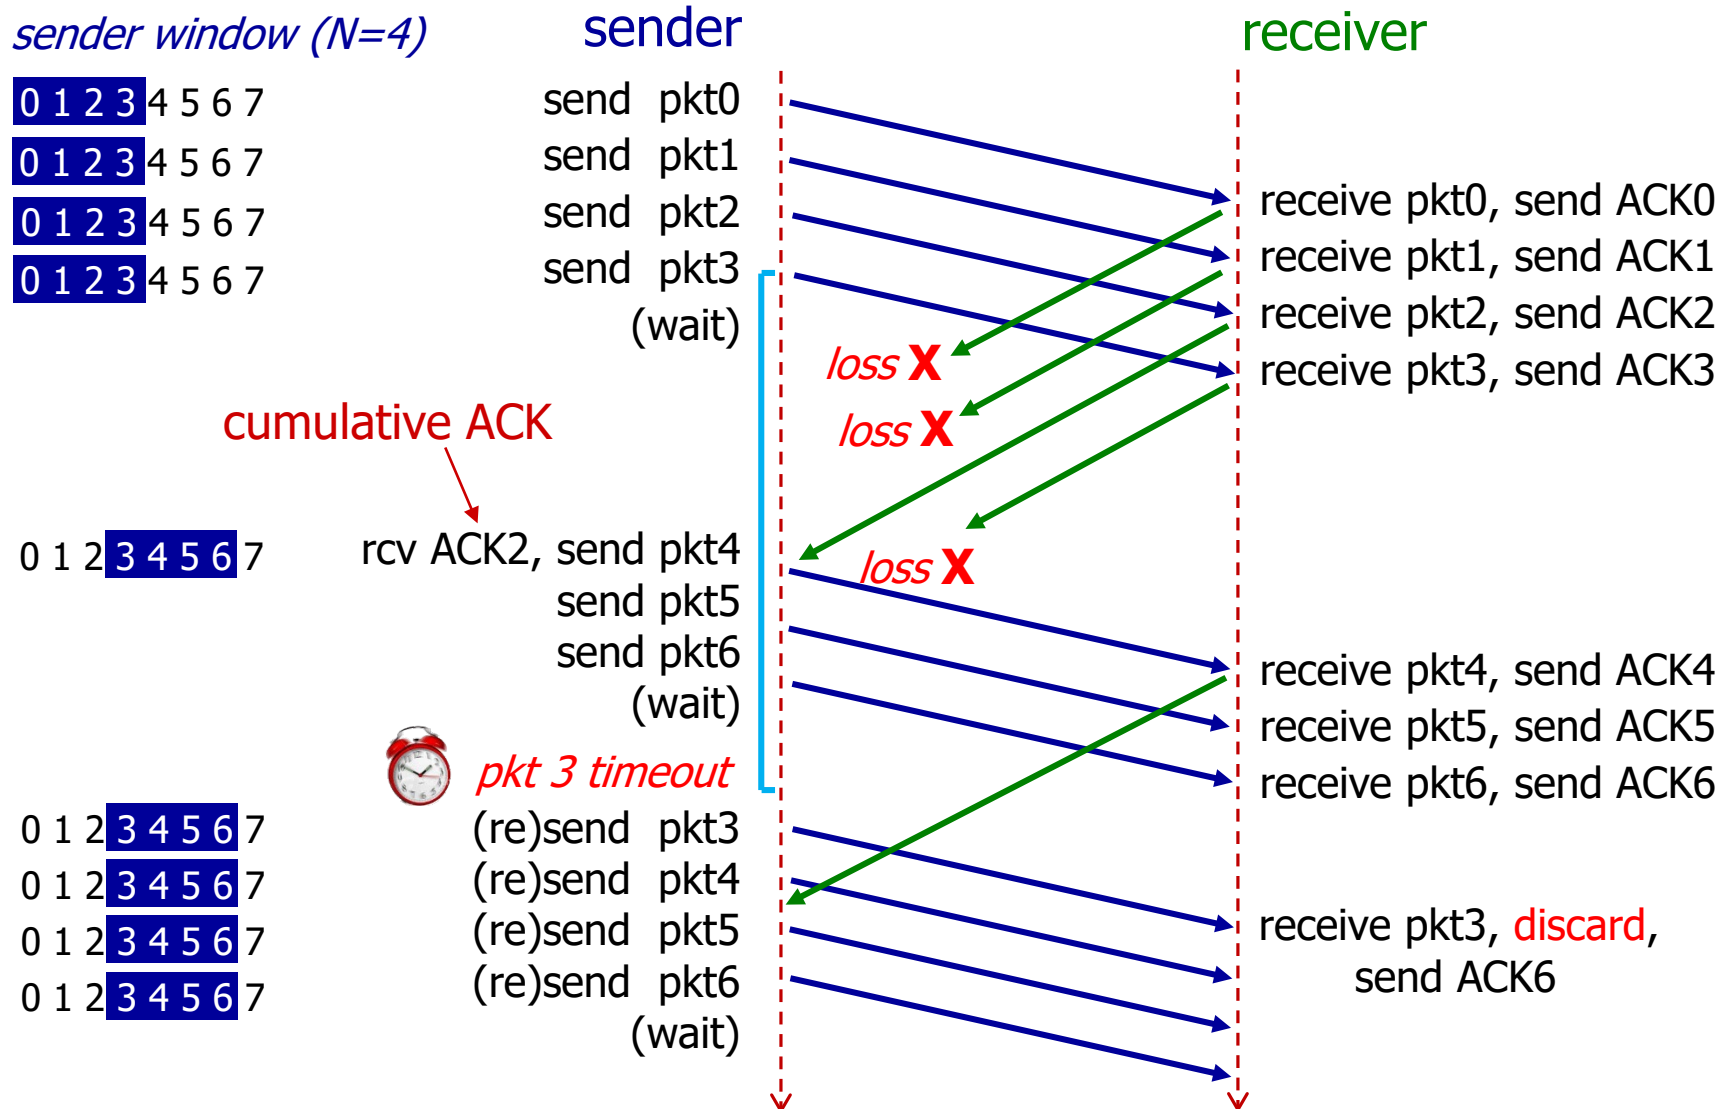 sender window (N=4)
sender
receiver
0 1 2 3 4 5 6 7
send pkt0
0 1 2 3 4 5 6 7
send pkt1
receive pkt0, send ACK0
0 1 2 3 4 5 6 7
send pkt2
receive pkt1, send ACK1
0 1 2 3 4 5 6 7
send pkt3
receive pkt2, send ACK2
(wait)
loss X
receive pkt3, send ACK3
cumulative ACK
loss X
0 1 2 3 4 5 6 7
rcv ACK2, send pkt4
loss X
send pkt5
send pkt6
receive pkt4, send ACK4
(wait)
receive pkt5, send ACK5
pkt 3 timeout
receive pkt6, send ACK6
0 1 2 3 4 5 6 7
(re)send pkt3
0 1 2 3 4 5 6 7
(re)send pkt4
0 1 2 3 4 5 6 7
(re)send pkt5
receive pkt3, discard,
0 1 2 3 4 5 6 7
(re)send pkt6
send ACK6
(wait)